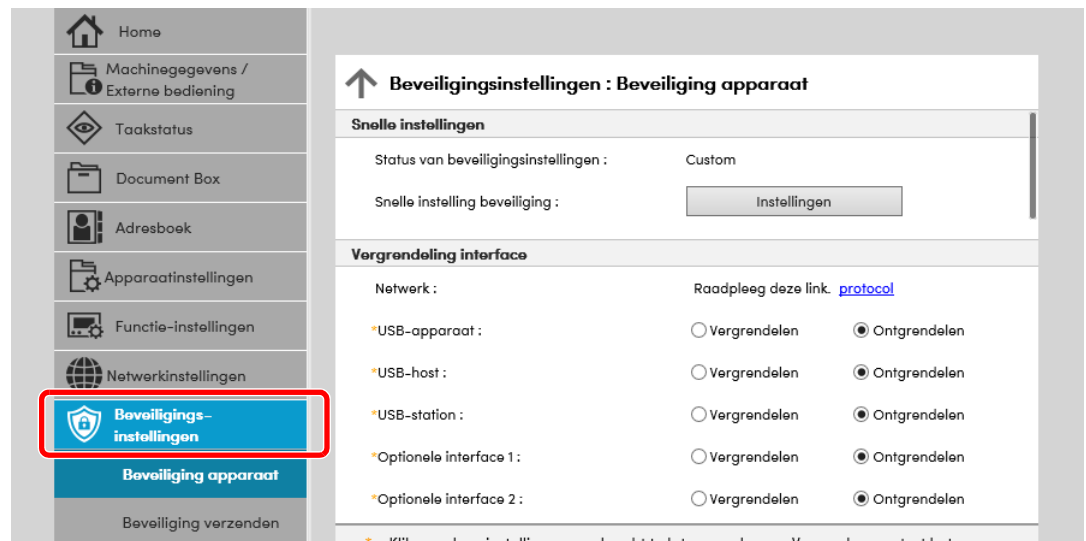 Home
Machinegegevens /
Externe bediening
Taakstatus
Document Box
Adresboek
Apparaatinstellingen
Functie-instellingen
Netwerkinstellingen
Beveiligings-
instellingen
Beveiliging apparaat
Beveiliging verzenden
Beveiligingsinstellingen : Beveiliging apparaat
Snelle instellingen
Status van beveiligingsinstellingen : Custom
Snelle instelling beveiliging : Instellingen
Vergrendeling interface
Netwerk : Raadpleeg deze link. protocol
*USB-apparaat : Vergrendelen Ontgrendelen
*USB-host : Vergrendelen Ontgrendelen
*USB-station : Vergrendelen Ontgrendelen
*Optionele interface 1 : Vergrendelen Ontgrendelen
*Optionele interface 2 : Vergrendelen Ontgrendelen